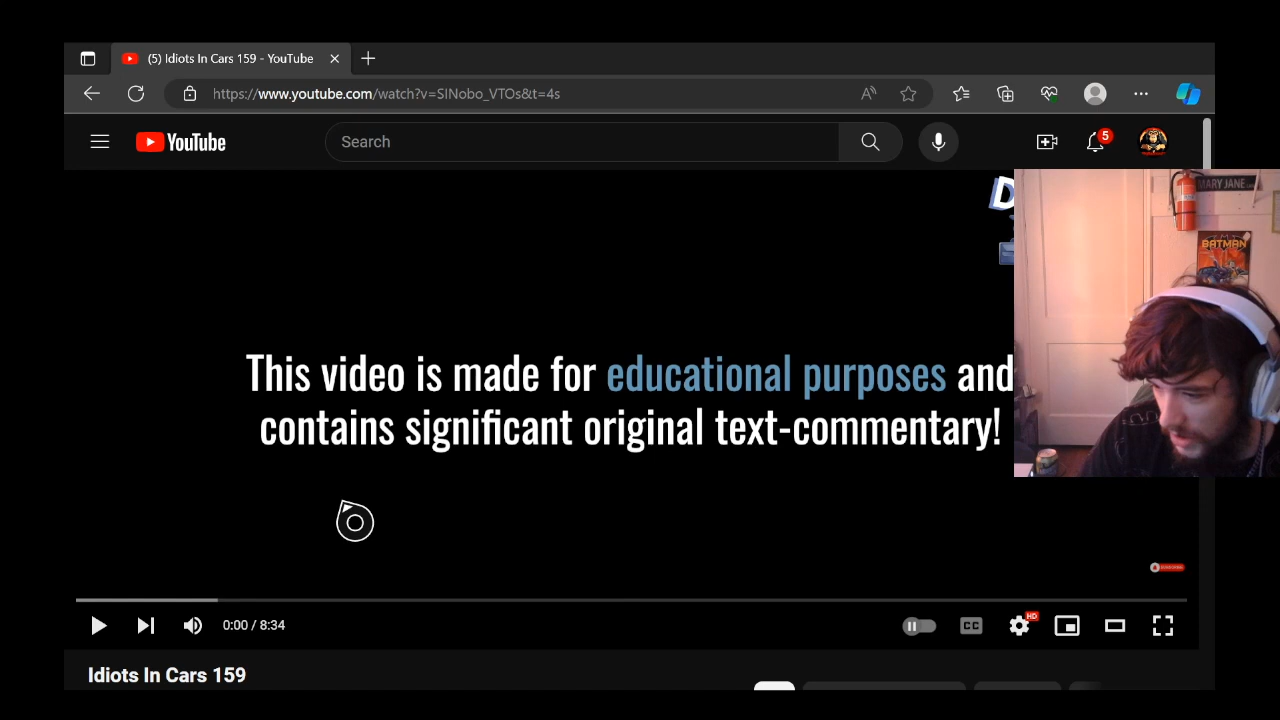 (5) Idiots In Cars 159 - YouTube
https://www.youtube.com/watch?v=SINobo_VTOs&t=4s
YouTube
Search
5
D
MARY JANE
BATMAN
This video is made for educational purposes and
contains significant original text-commentary!
0:00 / 8:34
CC
HD
Idiots In Cars 159